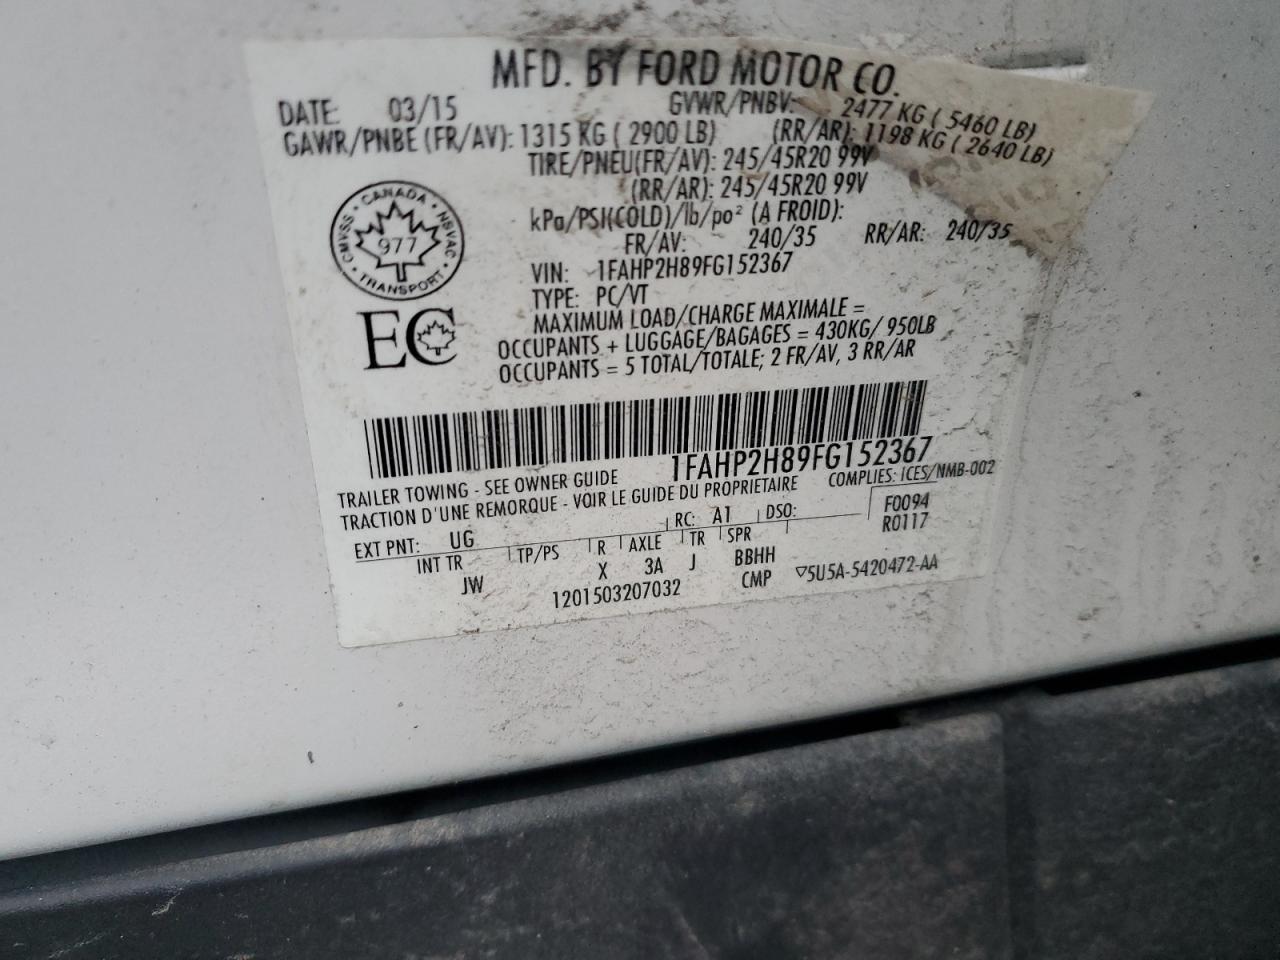 MFD. BY FORD MOTOR CO.
DATE: 03/15 GVWR/PNBV: 2477 KG ( 5460 LB)
GAWR/PNBE (FR/AV): 1315 KG ( 2900 LB) (RR/AR): 1198 KG ( 2640 LB)
TIRE/PNEU(FR/AV): 245/45R20 99V
(RR/AR): 245/45R20 99V
kPa/PSI(COLD)/lb/po² (A FROID):
FR/AV: 240/35 RR/AR: 240/35
CANADA • NSVAC • TRANSPORT • CMVSS •
977
VIN: 1FAHP2H89FG152367
TYPE: PC/VT
EC
MAXIMUM LOAD/CHARGE MAXIMALE =
OCCUPANTS + LUGGAGE/BAGAGES = 430KG/ 950LB
OCCUPANTS = 5 TOTAL/TOTALE; 2 FR/AV, 3 RR/AR
1FAHP2H89FG152367
TRAILER TOWING - SEE OWNER GUIDE COMPLIES: ICES/NMB-002
TRACTION D'UNE REMORQUE - VOIR LE GUIDE DU PROPRIETAIRE
EXT PNT: UG RC: A1 DSO: F0094
R0117
INT TR TP/PS R AXLE TR SPR
JW X 3A J BBHH
1201503207032 CMP ▽5U5A-5420472-AA